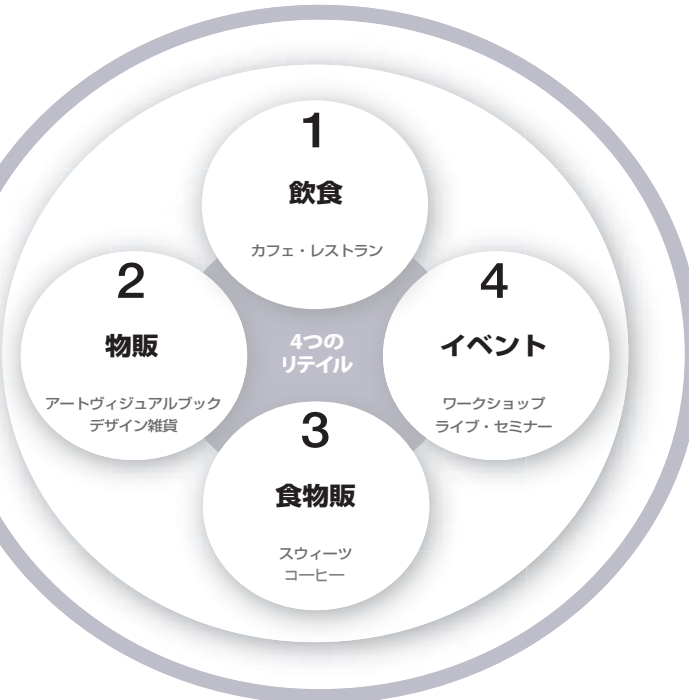 1
飲食
カフェ・レストラン
2
物販
アートヴィジュアルブック
デザイン雑貨
4つの
リテイル
4
イベント
ワークショップ
ライブ・セミナー
3
食物販
スウィーツ
コーヒー